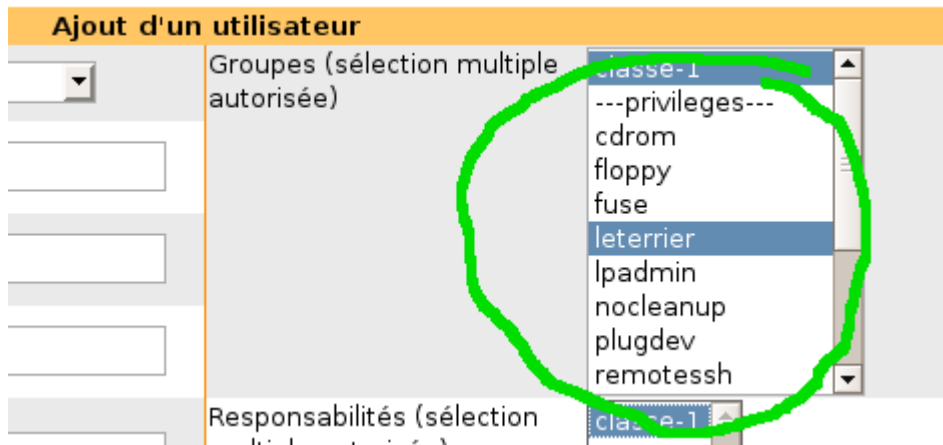 Ajout d'un utilisateur
Groupes (sélection multiple
autorisée)
classe-1
---privileges---
cdrom
floppy
fuse
leterrier
lpadmin
nocleanup
plugdev
remotessh
Responsabilités (sélection
classe-1